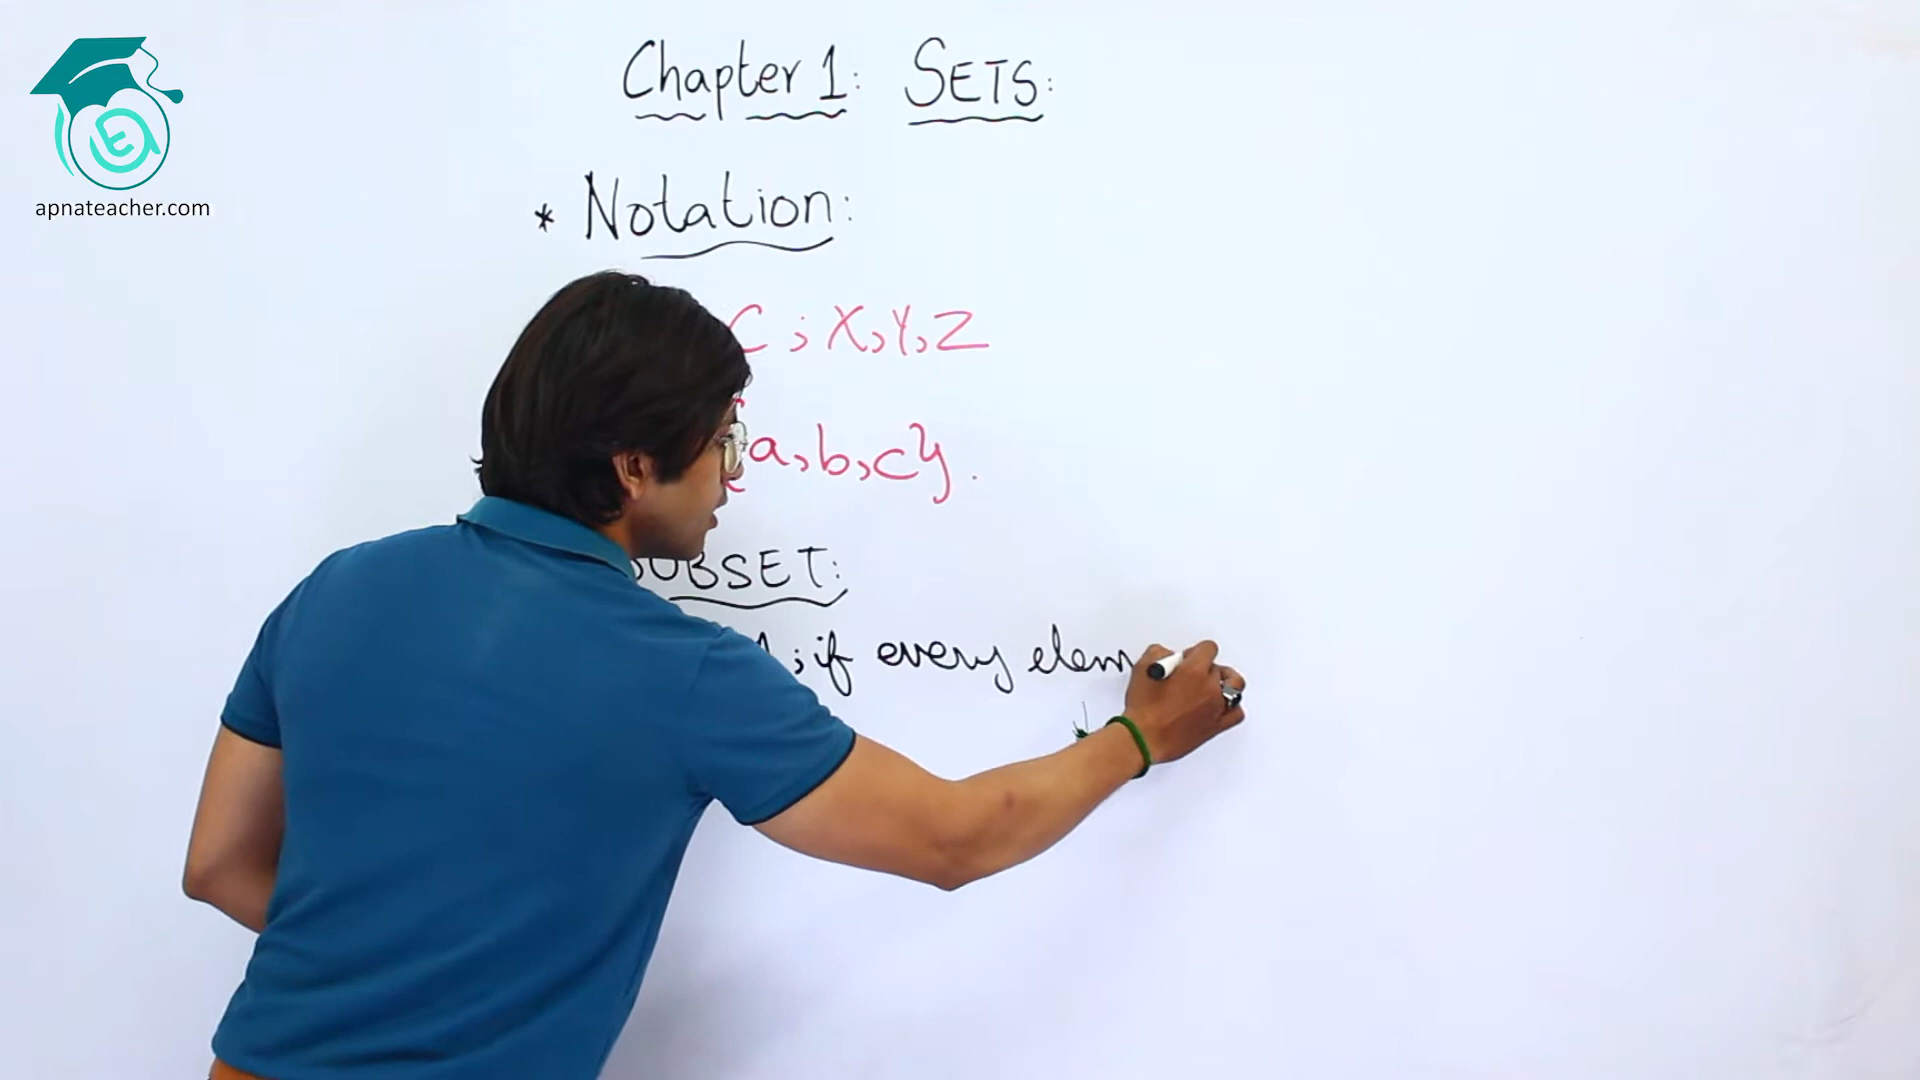 apnateacher.com
Chapter 1: SETS:
* Notation:
C ; X, Y, Z
{a, b, c}.
SUBSET:
; if every elem